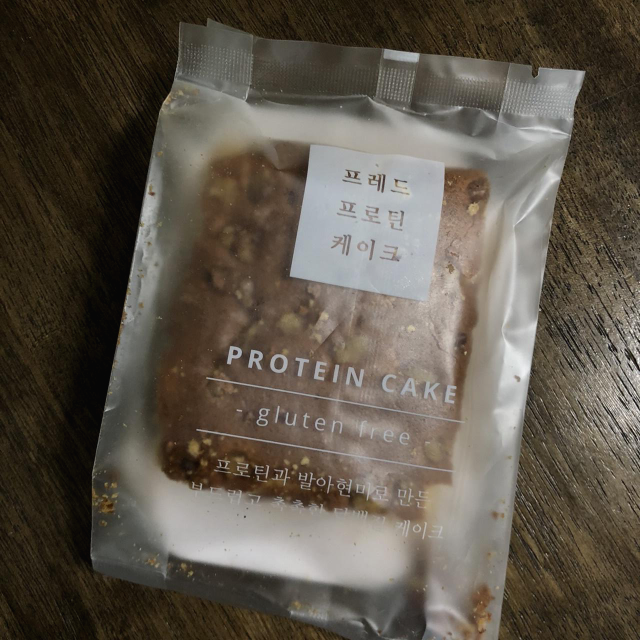 프레드
프로틴
케이크
PROTEIN CAKE
gluten free
프로틴과 발아현미로 만든
부드럽고 촉촉한 케이크